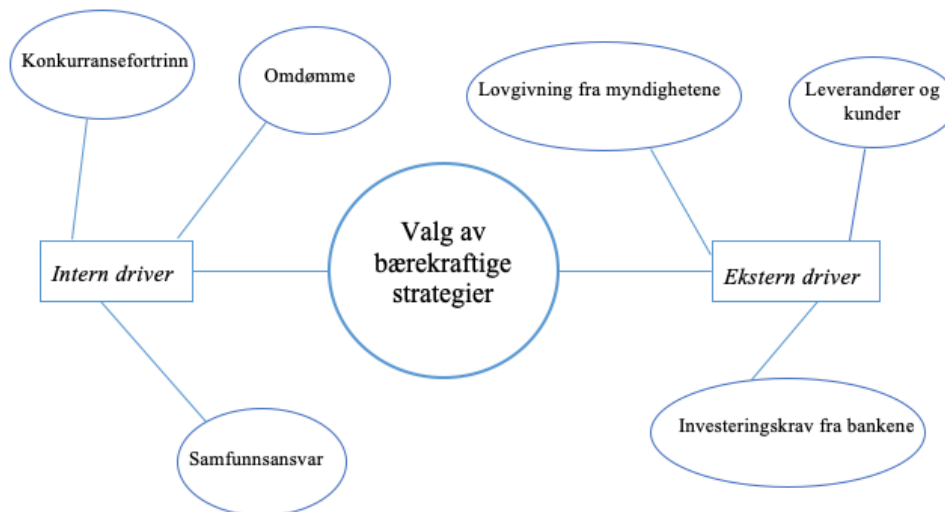 Konkurransefortrinn
Omdømme
Lovgivning fra myndighetene
Leverandører og
kunder
Valg av
bærekraftige
strategier
Intern driver
Ekstern driver
Samfunnsansvar
Investeringskrav fra bankene